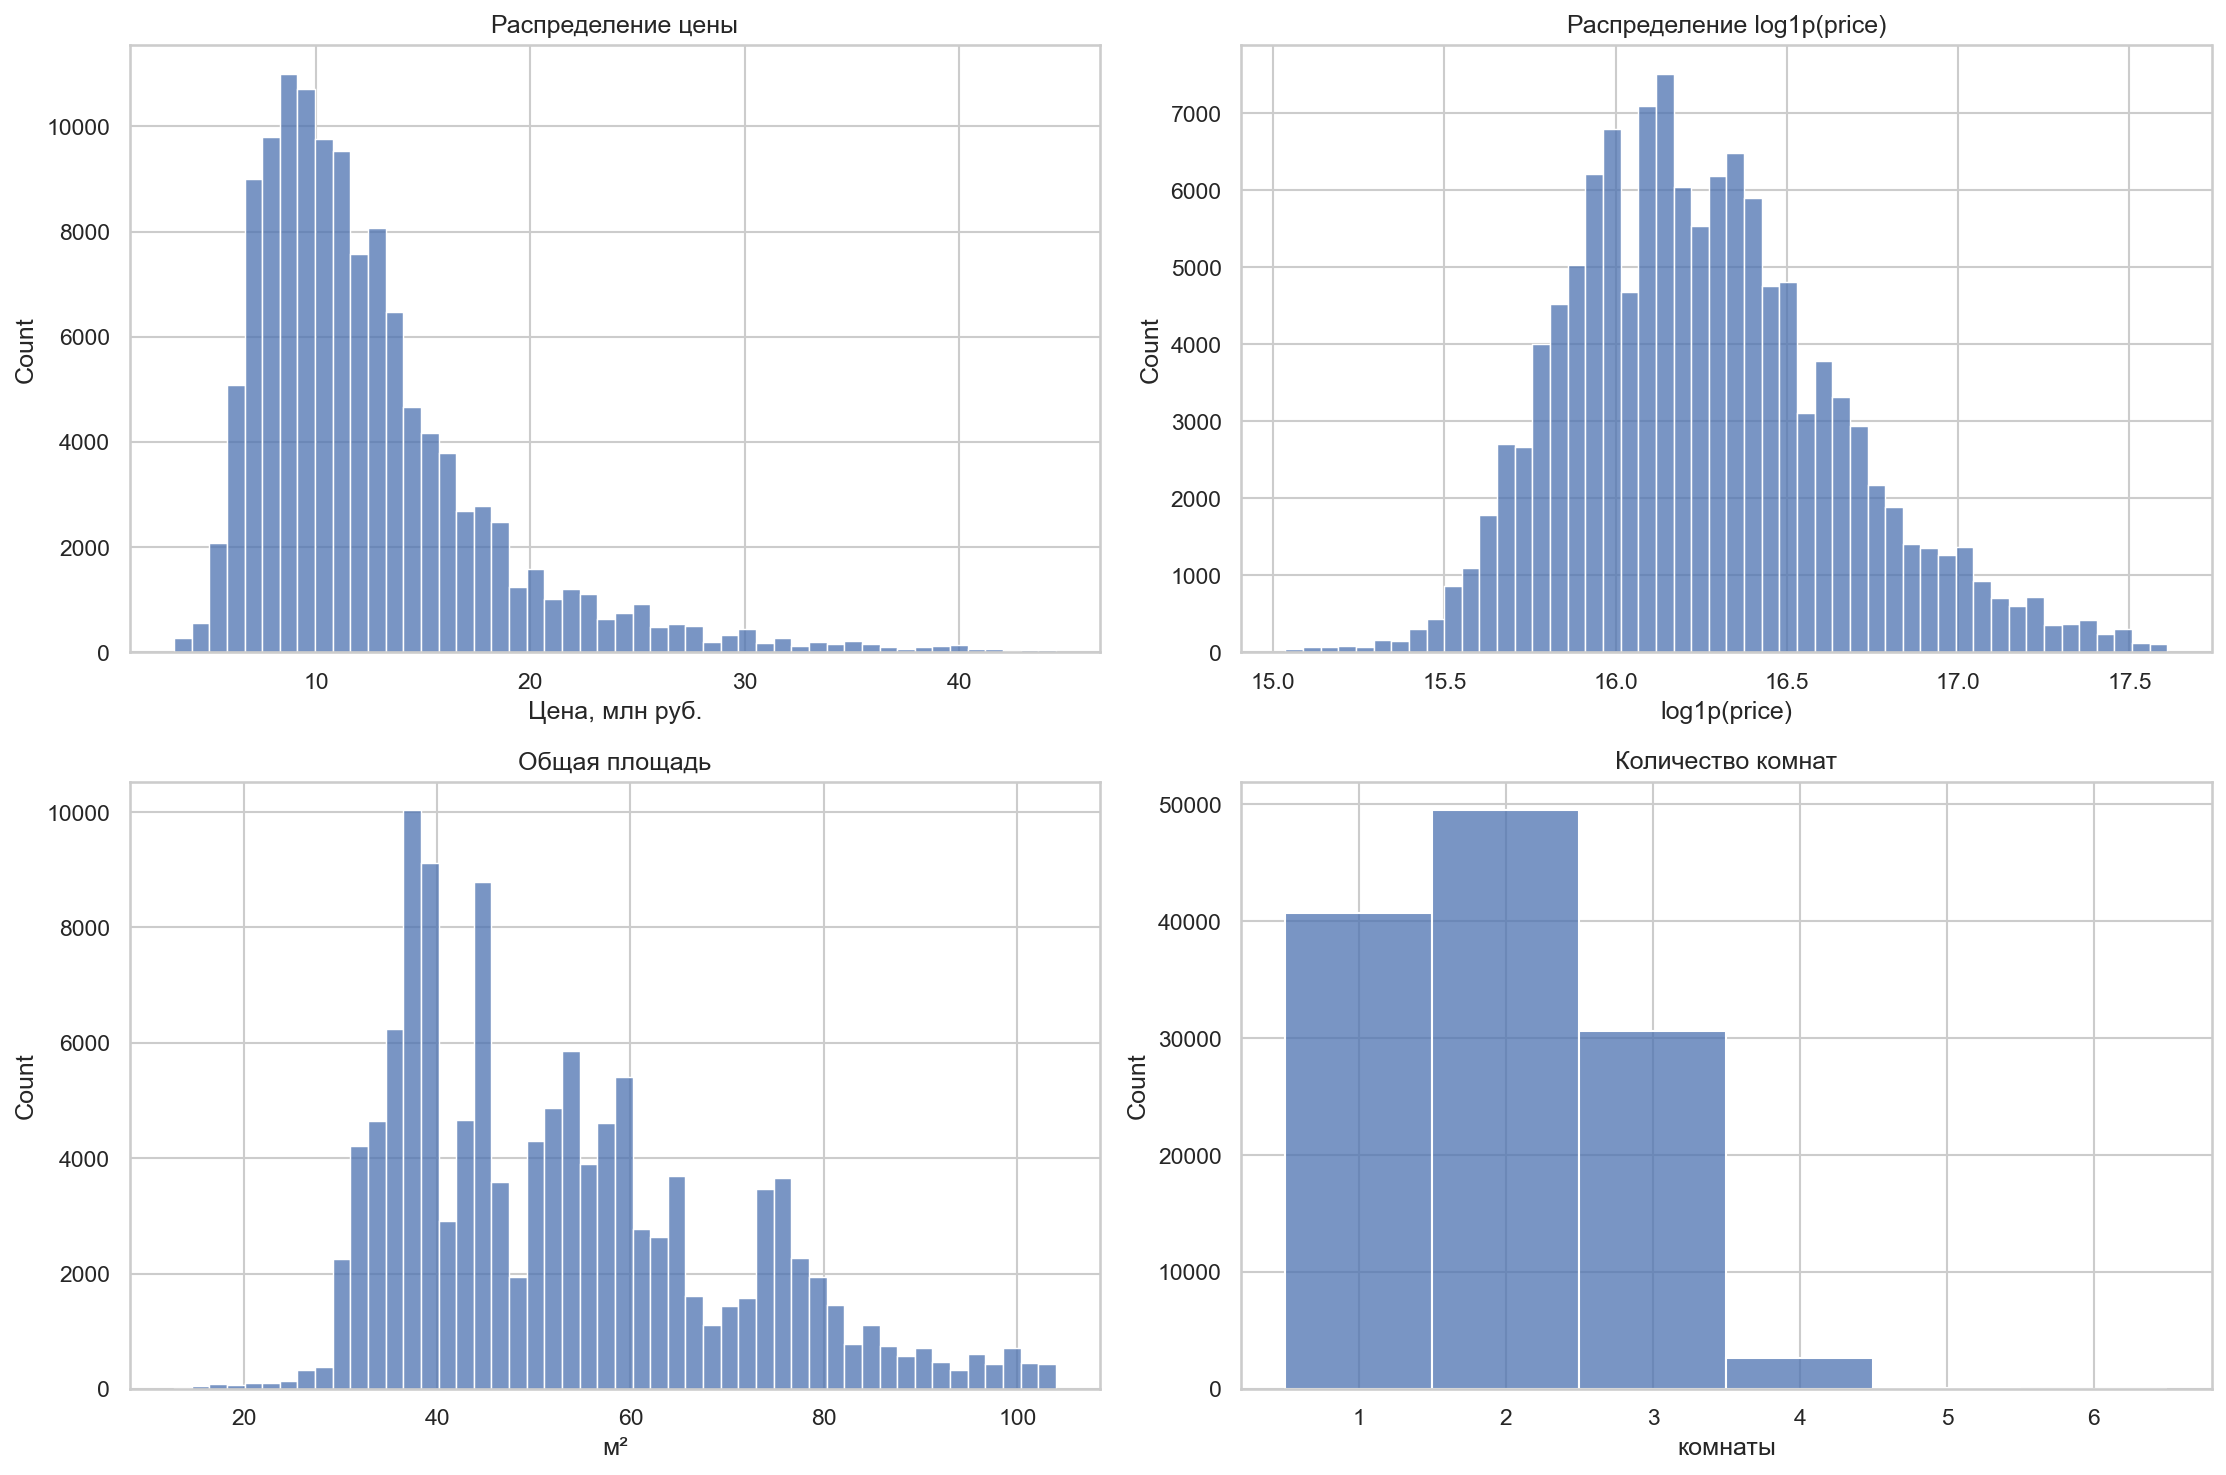 Распределение цены
10000
8000
6000
4000
2000
0
Count
10 20 30 40
Цена, млн руб.
Распределение log1p(price)
7000
6000
5000
4000
3000
2000
1000
0
Count
15.0 15.5 16.0 16.5 17.0 17.5
log1p(price)
Общая площадь
10000
8000
6000
4000
2000
0
Count
20 40 60 80 100
м²
Количество комнат
50000
40000
30000
20000
10000
0
Count
1 2 3 4 5 6
комнаты